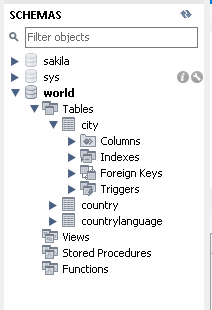 SCHEMAS
Filter objects
sakila
sys
world
Tables
city
Columns
Indexes
Foreign Keys
Triggers
country
countrylanguage
Views
Stored Procedures
Functions